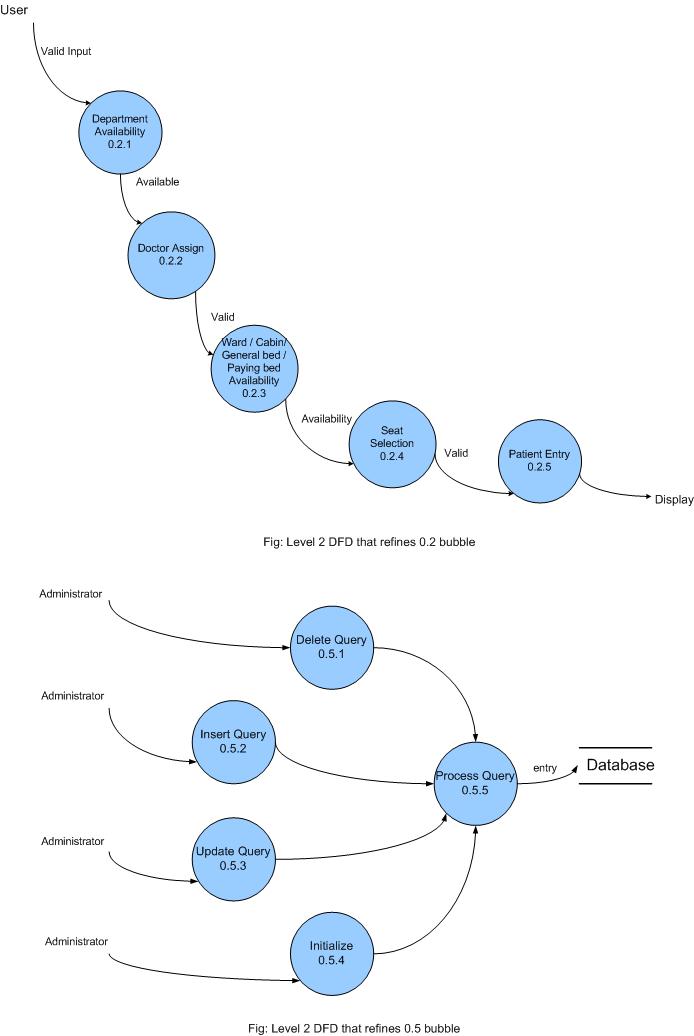 User
Valid Input
Department
Availability
0.2.1
Available
Doctor Assign
0.2.2
Valid
Ward / Cabin/
General bed /
Paying bed
Availability
0.2.3
Availability
Seat
Selection
0.2.4
Valid
Patient Entry
0.2.5
Display
Fig: Level 2 DFD that refines 0.2 bubble
Administrator
Delete Query
0.5.1
Administrator
Insert Query
0.5.2
Process Query
0.5.5
entry
Database
Administrator
Update Query
0.5.3
Administrator
Initialize
0.5.4
Fig: Level 2 DFD that refines 0.5 bubble